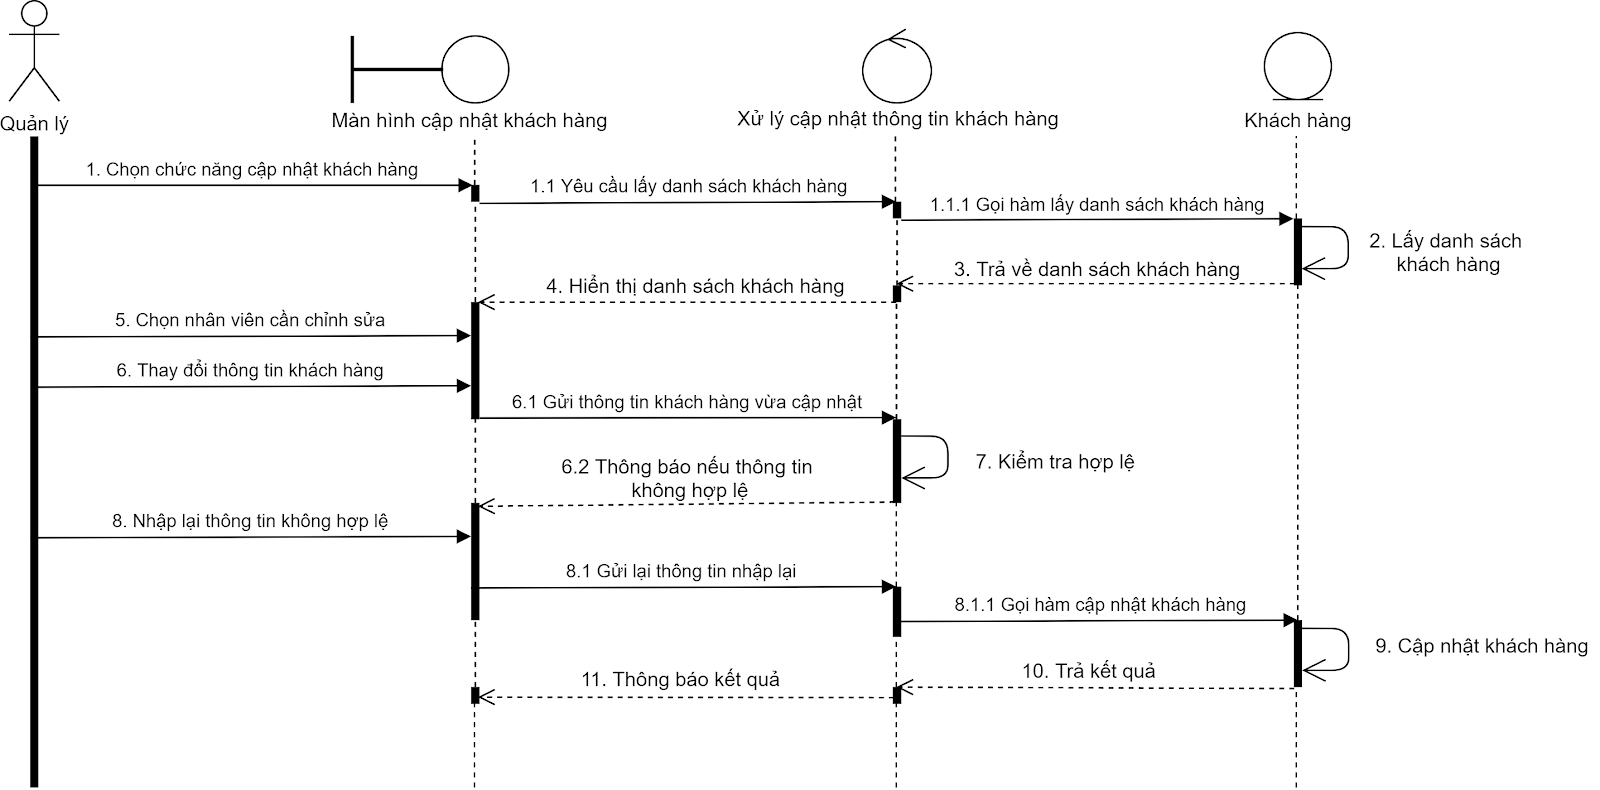 Quản lý
Màn hình cập nhật khách hàng
Xử lý cập nhật thông tin khách hàng
Khách hàng
1. Chọn chức năng cập nhật khách hàng
1.1 Yêu cầu lấy danh sách khách hàng
1.1.1 Gọi hàm lấy danh sách khách hàng
2. Lấy danh sách
khách hàng
3. Trả về danh sách khách hàng
4. Hiển thị danh sách khách hàng
5. Chọn nhân viên cần chỉnh sửa
6. Thay đổi thông tin khách hàng
6.1 Gửi thông tin khách hàng vừa cập nhật
7. Kiểm tra hợp lệ
6.2 Thông báo nếu thông tin
không hợp lệ
8. Nhập lại thông tin không hợp lệ
8.1 Gửi lại thông tin nhập lại
8.1.1 Gọi hàm cập nhật khách hàng
9. Cập nhật khách hàng
10. Trả kết quả
11. Thông báo kết quả